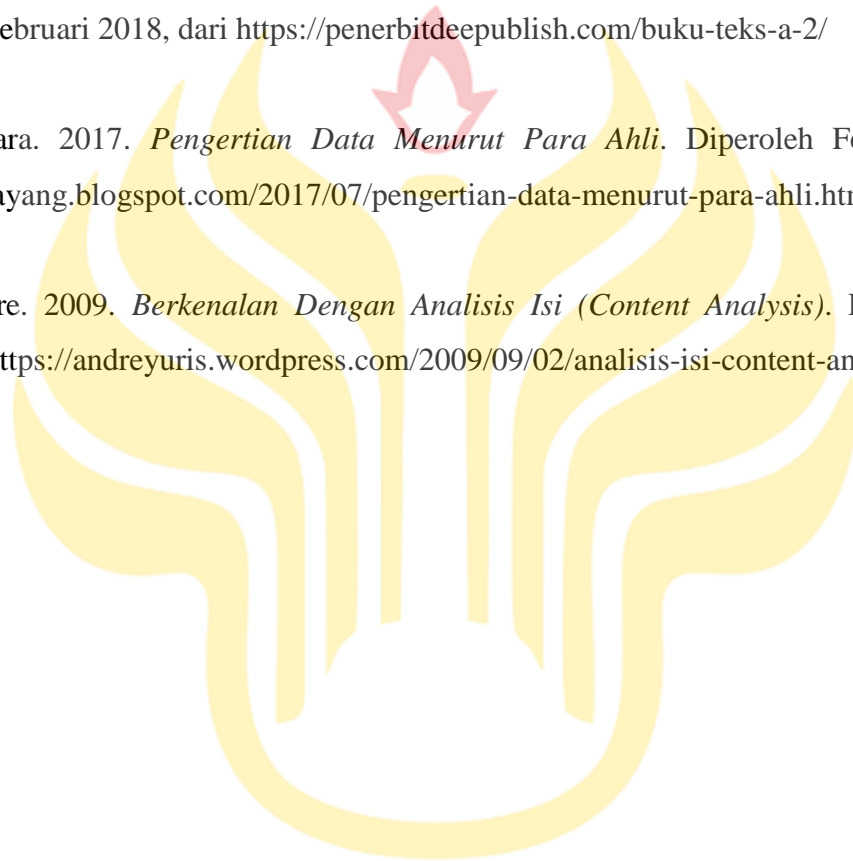 ebruari 2018, dari https://penerbitdeepublish.com/buku-teks-a-2/
ara. 2017. Pengertian Data Menurut Para Ahli. Diperoleh Fe
ayang.blogspot.com/2017/07/pengertian-data-menurut-para-ahli.htm
re. 2009. Berkenalan Dengan Analisis Isi (Content Analysis).
ttps://andreyuris.wordpress.com/2009/09/02/analisis-isi-content-an